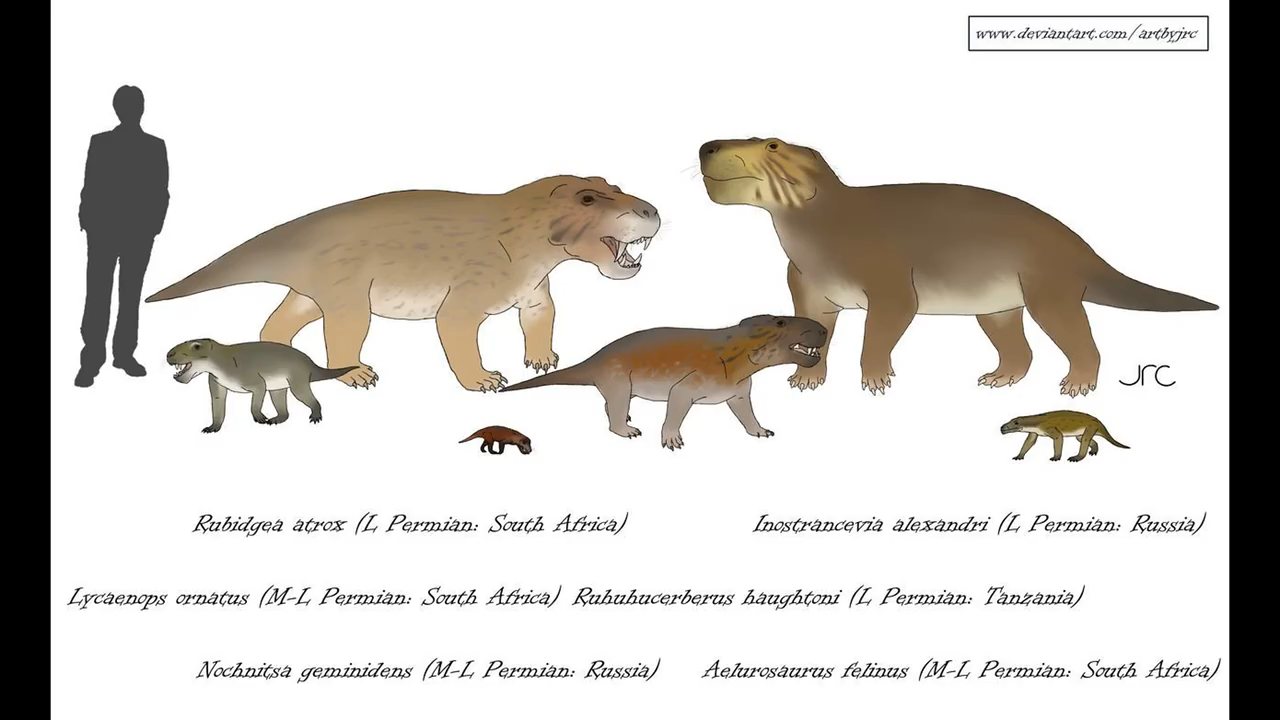 www.deviantart.com/artbyjrc
JrC
Rubidgea atrox (L Permian: South Africa)
Inostrancevia alexandri (L Permian: Russia)
Lycaenops ornatus (M-L Permian: South Africa)
Ruhuhucerberus haughtoni (L Permian: Tanzania)
Nochnitsa geminidens (M-L Permian: Russia)
Aelurosaurus felinus (M-L Permian: South Africa)